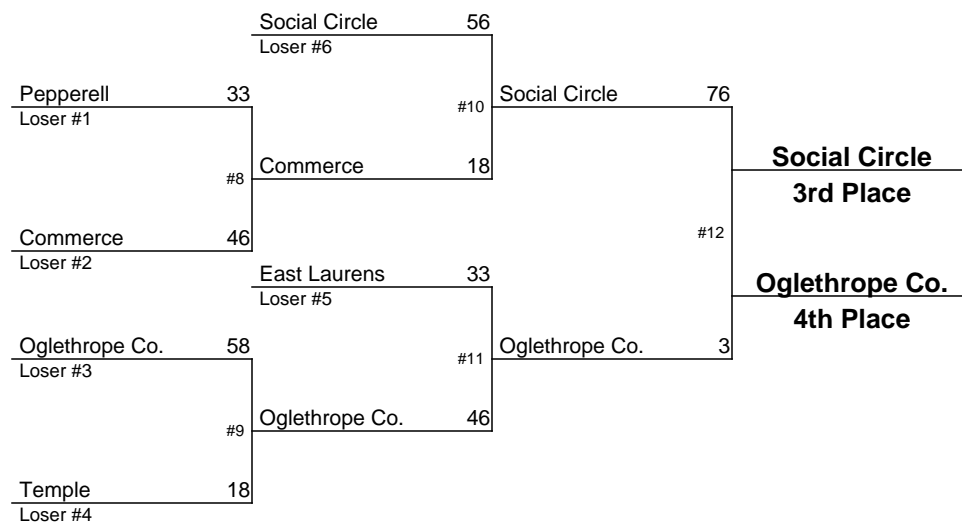 Social Circle 56
Loser #6
Pepperell 33
Loser #1
#10
Social Circle 76
Commerce 18
#8
Social Circle
3rd Place
Commerce 46
Loser #2
#12
East Laurens 33
Loser #5
Oglethrope Co.
4th Place
Oglethrope Co. 58
Loser #3
#11
Oglethrope Co. 3
Oglethrope Co. 46
#9
Temple 18
Loser #4